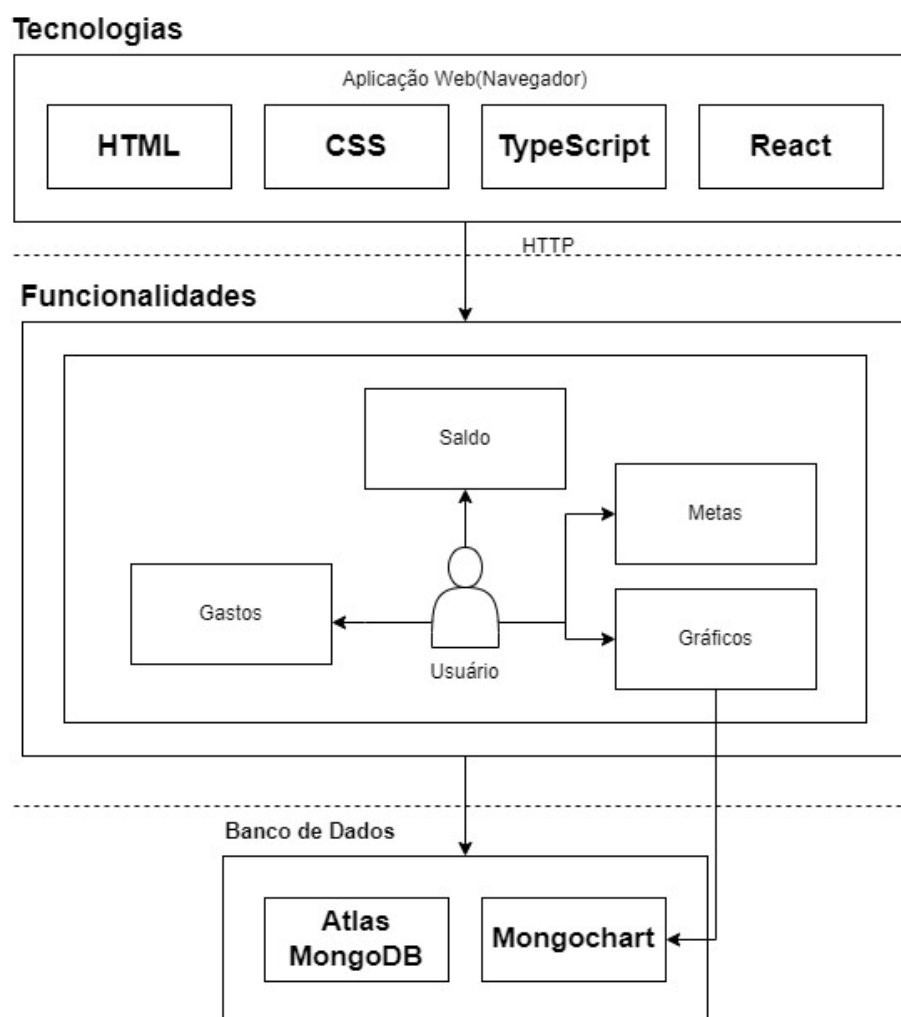 Tecnologias
Aplicação Web(Navegador)
HTML
CSS
TypeScript
React
HTTP
Funcionalidades
Saldo
Metas
Gastos
Gráficos
Usuário
Banco de Dados
Atlas
MongoDB
Mongochart